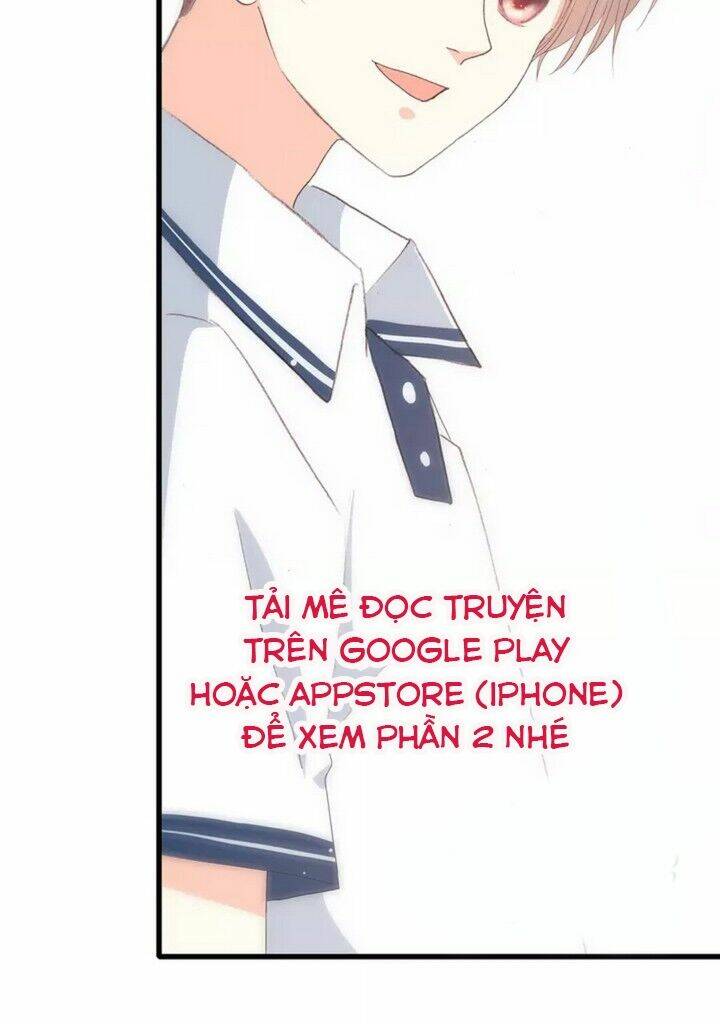 TẢI MÊ ĐỌC TRUYỆN
TRÊN GOOGLE PLAY
HOẶC APPSTORE (IPHONE)
ĐỂ XEM PHẦN 2 NHÉ